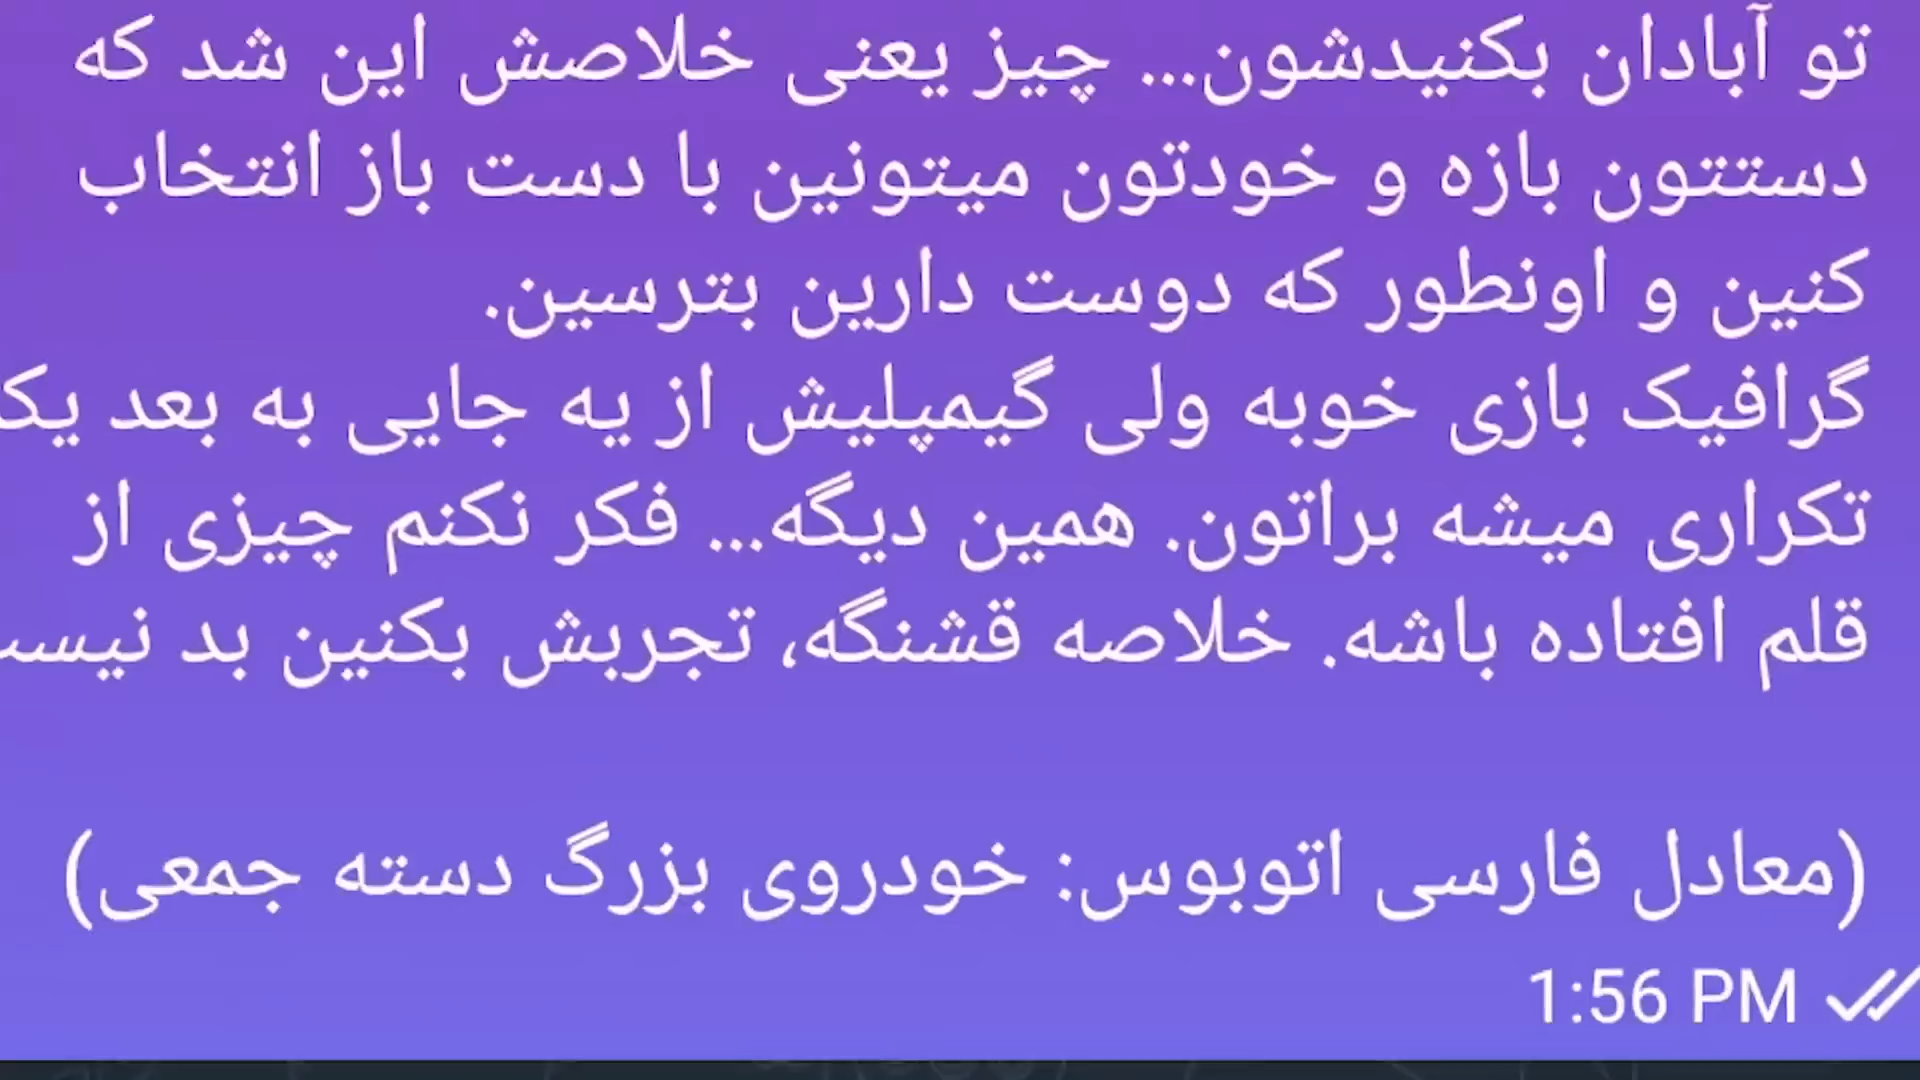 تو آبادان بکنیدشون... چیز یعنی خلاصش این شد که
دستتون بازه و خودتون میتونین با دست باز انتخاب
کنین و اونطور که دوست دارین بترسین.
گرافیک بازی خوبه ولی گیمپلیش از یه جایی به بعد یک
تکراری میشه براتون. همین دیگه... فکر نکنم چیزی از
قلم افتاده باشه. خلاصه قشنگه، تجربش بکنین بد
(معادل فارسی اتوبوس: خودروی بزرگ دسته جمعی)
1:56 PM